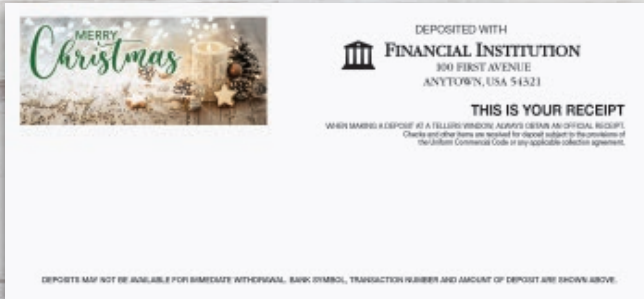 MERRY
Christmas
DEPOSITED WITH
FINANCIAL INSTITUTION
100 FIRST AVENUE
ANYTOWN, USA 54321
THIS IS YOUR RECEIPT
WHEN MAKING A DEPOSIT AT A TELLERS WINDOW, ALWAYS OBTAIN AN OFFICIAL RECEIPT.
Checks and other items are received for deposit subject to the provisions of
the Uniform Commercial Code or any applicable collection agreement.
DEPOSITS MAY NOT BE AVAILABLE FOR IMMEDIATE WITHDRAWAL. BANK SYMBOL, TRANSACTION NUMBER AND AMOUNT OF DEPOSIT ARE SHOWN ABOVE.